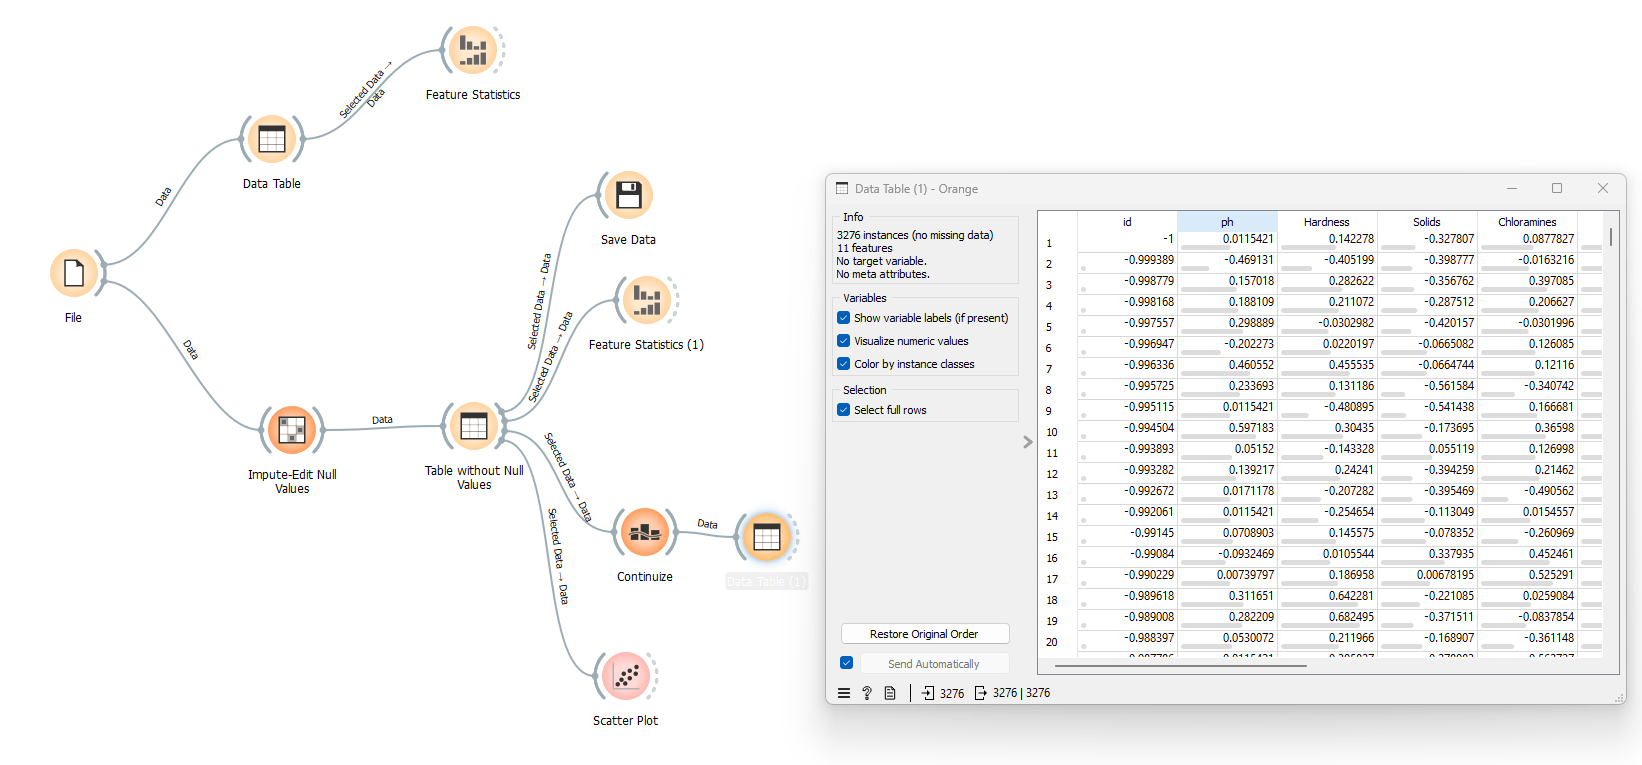 Selected Data → Data
Feature Statistics
Data
Data Table
File
Data
Impute-Edit Null
Values
Data
Table without Null
Values
Selected Data → Data
Save Data
Selected Data → Data
Feature Statistics (1)
Selected Data → Data
Continuize
Data
Data Table (1)
Selected Data → Data
Scatter Plot
Data Table (1) - Orange
Info
3276 instances (no missing data)
11 features
No target variable.
No meta attributes.
Variables
Show variable labels (if present)
Visualize numeric values
Color by instance classes
Selection
Select full rows
Restore Original Order
Send Automatically
3276
3276 | 3276
id ph Hardness Solids Chloramines
1 -1 0.0115421 0.142278 -0.327807 0.0877827
2 -0.999389 -0.469131 -0.405199 -0.398777 -0.0163216
3 -0.998779 0.157018 0.282622 -0.356762 0.397085
4 -0.998168 0.188109 0.211072 -0.287512 0.206627
5 -0.997557 0.298889 -0.0302982 -0.420157 -0.0301996
6 -0.996947 -0.202273 0.0220197 -0.0665082 0.126085
7 -0.996336 0.460552 0.455535 -0.0664744 0.12116
8 -0.995725 0.233693 0.131186 -0.561584 -0.340742
9 -0.995115 0.0115421 -0.480895 -0.541438 0.166681
10 -0.994504 0.597183 0.30435 -0.173695 0.36598
11 -0.993893 0.05152 -0.143328 0.055119 0.126998
12 -0.993282 0.139217 0.24241 -0.394259 0.21462
13 -0.992672 0.0171178 -0.207282 -0.395469 -0.490562
14 -0.992061 0.0115421 -0.254654 -0.113049 0.0154557
15 -0.99145 0.0708903 0.145575 -0.078352 -0.260969
16 -0.99084 -0.0932469 0.0105544 0.337935 0.452461
17 -0.990229 0.00739797 0.186958 0.00678195 0.525291
18 -0.989618 0.311651 0.642281 -0.221085 0.0259084
19 -0.989008 0.282209 0.682495 -0.371511 -0.0837854
20 -0.988397 0.0530072 0.211966 -0.168907 -0.361148